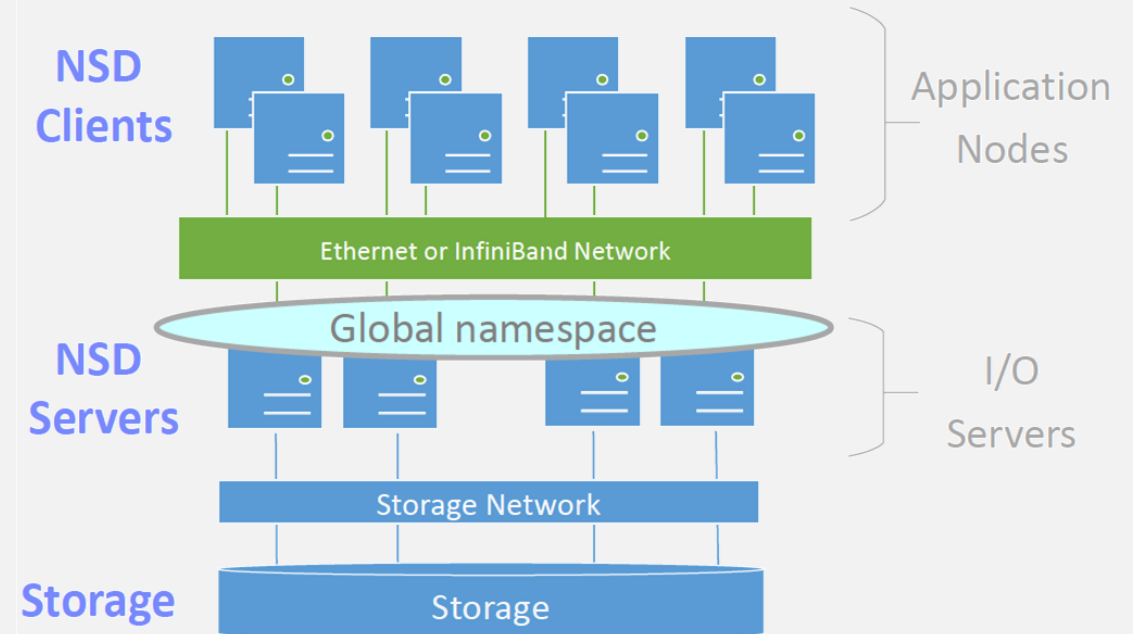 NSD
Clients
Application
Nodes
Ethernet or InfiniBand Network
Global namespace
NSD
Servers
I/O
Servers
Storage Network
Storage
Storage